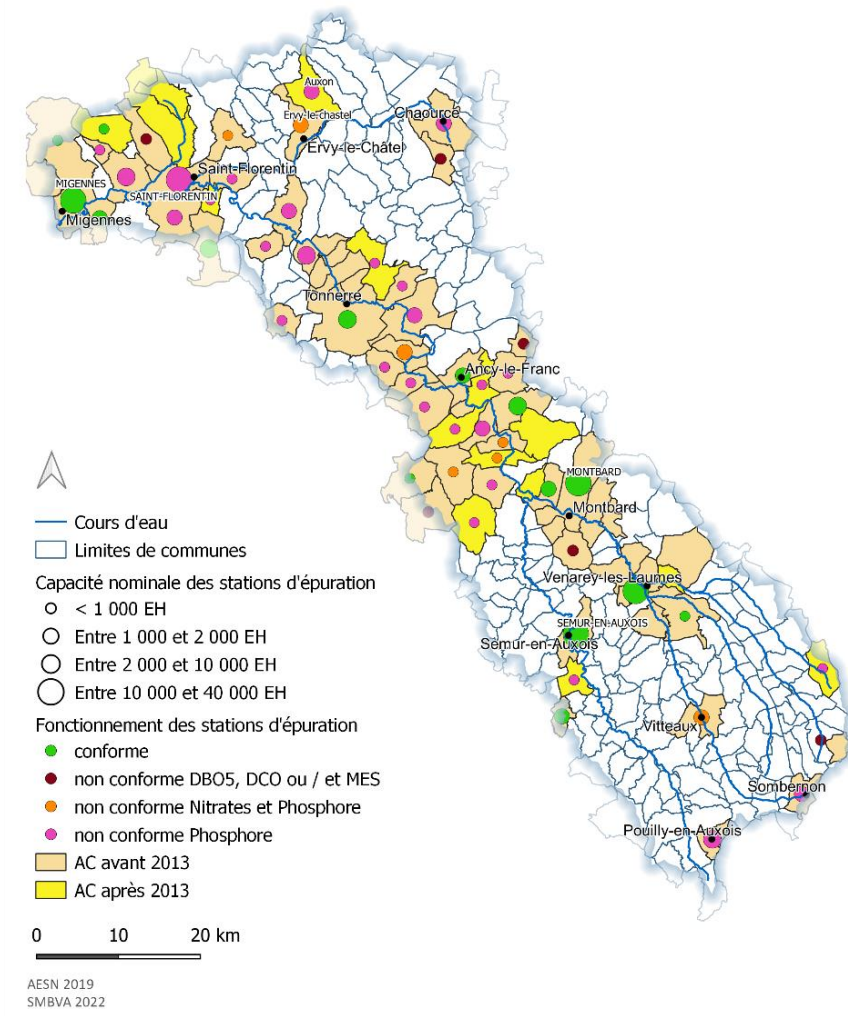 Auxon
Chaource
Ervy-le-Chastel
Ervy-le-Châtel
Saint-Florentin
MIGENNES
SAINT-FLORENTIN
Migennes
Tonnerre
Ancy-le-Franc
MONTBARD
Montbard
Venarey-les-Laumes
SEMUR-EN-AUXOIS
Semur-en-Auxois
Vitteaux
Sombernon
Pouilly-en-Auxois
Cours d'eau
Limites de communes
Capacité nominale des stations d'épuration
< 1 000 EH
Entre 1 000 et 2 000 EH
Entre 2 000 et 10 000 EH
Entre 10 000 et 40 000 EH
Fonctionnement des stations d'épuration
conforme
non conforme DBO5, DCO ou / et MES
non conforme Nitrates et Phosphore
non conforme Phosphore
AC avant 2013
AC après 2013
0 10 20 km
AESN 2019
SMBVA 2022